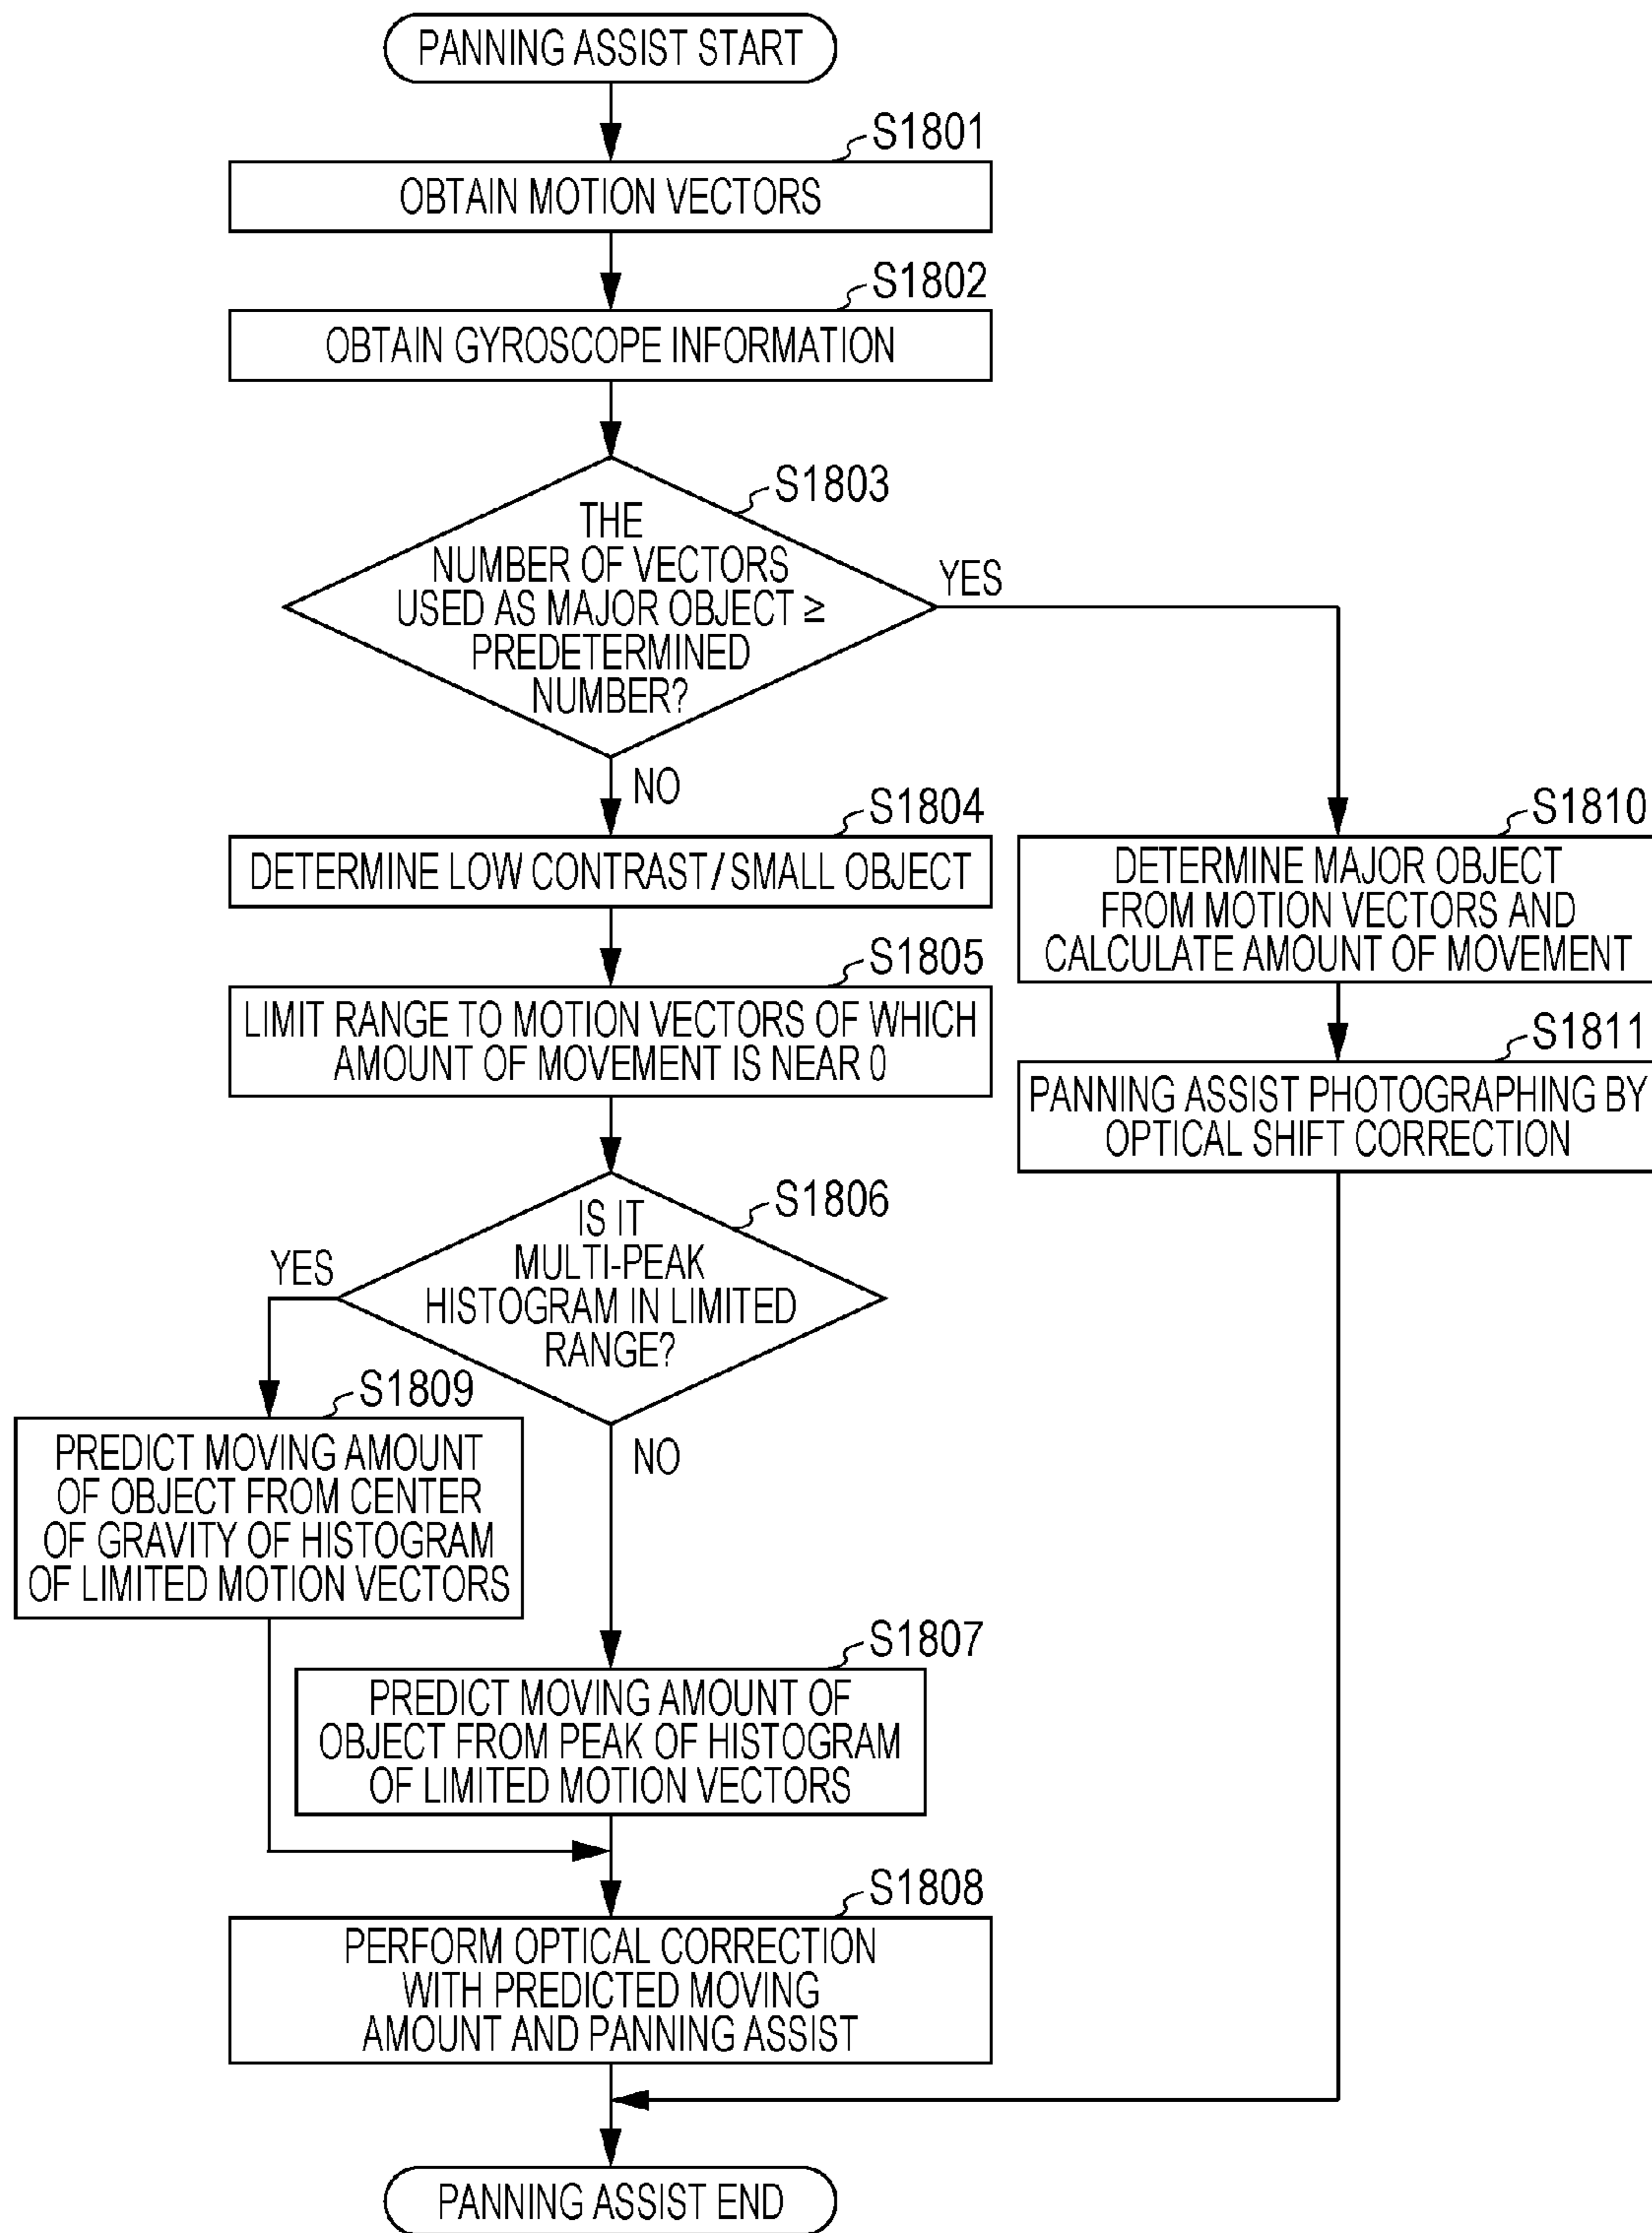 PANNING ASSIST START
S1801
OBTAIN MOTION VECTORS
S1802
OBTAIN GYROSCOPE INFORMATION
S1803
THE
NUMBER OF VECTORS
USED AS MAJOR OBJECT ≥
PREDETERMINED
NUMBER?
YES
NO
S1804
DETERMINE LOW CONTRAST/SMALL OBJECT
S1810
DETERMINE MAJOR OBJECT
FROM MOTION VECTORS AND
CALCULATE AMOUNT OF MOVEMENT
S1805
LIMIT RANGE TO MOTION VECTORS OF WHICH
AMOUNT OF MOVEMENT IS NEAR 0
S1811
PANNING ASSIST PHOTOGRAPHING BY
OPTICAL SHIFT CORRECTION
S1806
IS IT
MULTI-PEAK
HISTOGRAM IN LIMITED
RANGE?
YES
NO
S1809
PREDICT MOVING AMOUNT
OF OBJECT FROM CENTER
OF GRAVITY OF HISTOGRAM
OF LIMITED MOTION VECTORS
S1807
PREDICT MOVING AMOUNT OF
OBJECT FROM PEAK OF HISTOGRAM
OF LIMITED MOTION VECTORS
S1808
PERFORM OPTICAL CORRECTION
WITH PREDICTED MOVING
AMOUNT AND PANNING ASSIST
PANNING ASSIST END